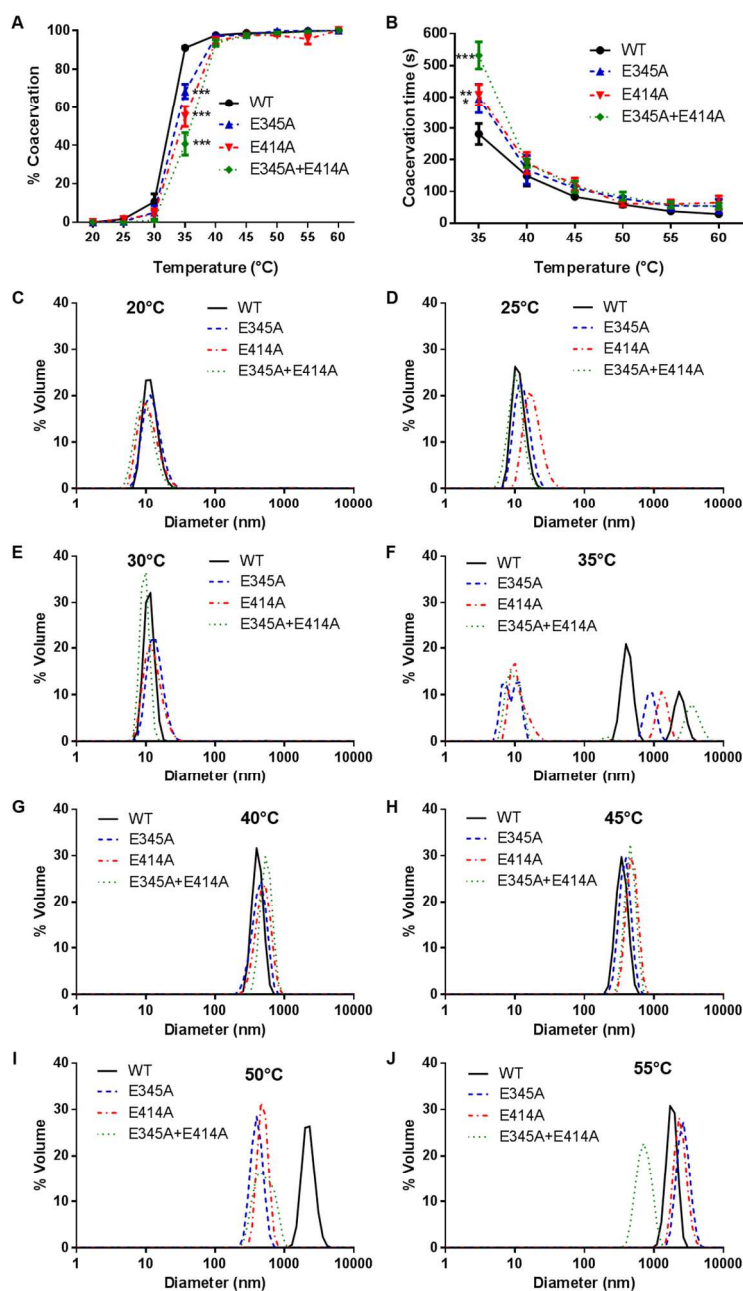 A
% Coacervation
100
80
60
40
20
0
WT
E345A
E414A
E345A+E414A
***
***
***
20 25 30 35 40 45 50 55 60
Temperature (°C)
B
Coacervation time (s)
600
500
400
300
200
100
0
WT
E345A
E414A
E345A+E414A
***
**
*
35 40 45 50 55 60
Temperature (°C)
C
20°C
% Volume
40
30
20
10
0
WT
E345A
E414A
E345A+E414A
1 10 100 1000 10000
Diameter (nm)
D
25°C
% Volume
40
30
20
10
0
WT
E345A
E414A
E345A+E414A
1 10 100 1000 10000
Diameter (nm)
E
30°C
% Volume
40
30
20
10
0
WT
E345A
E414A
E345A+E414A
1 10 100 1000 10000
Diameter (nm)
F
35°C
% Volume
40
30
20
10
0
WT
E345A
E414A
E345A+E414A
1 10 100 1000 10000
Diameter (nm)
G
40°C
% Volume
40
30
20
10
0
WT
E345A
E414A
E345A+E414A
1 10 100 1000 10000
Diameter (nm)
H
45°C
% Volume
40
30
20
10
0
WT
E345A
E414A
E345A+E414A
1 10 100 1000 10000
Diameter (nm)
I
50°C
% Volume
40
30
20
10
0
WT
E345A
E414A
E345A+E414A
1 10 100 1000 10000
Diameter (nm)
J
55°C
% Volume
40
30
20
10
0
WT
E345A
E414A
E345A+E414A
1 10 100 1000 10000
Diameter (nm)